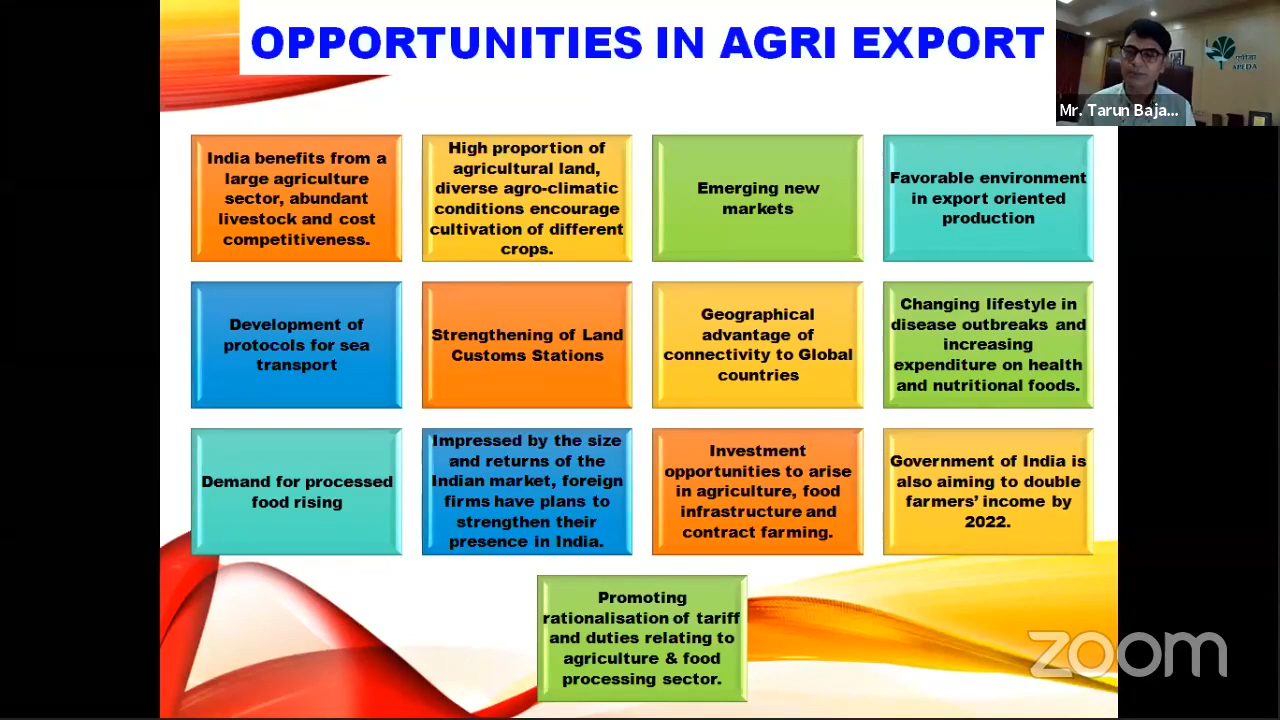 OPPORTUNITIES IN AGRI EXPORT
एपीडा
APEDA
Mr. Tarun Baja...
India benefits from a
large agriculture
sector, abundant
livestock and cost
competitiveness.
High proportion of
agricultural land,
diverse agro-climatic
conditions encourage
cultivation of different
crops.
Emerging new
markets
Favorable environment
in export oriented
production
Development of
protocols for sea
transport
Strengthening of Land
Customs Stations
Geographical
advantage of
connectivity to Global
countries
Changing lifestyle in
disease outbreaks and
increasing
expenditure on health
and nutritional foods.
Demand for processed
food rising
Impressed by the size
and returns of the
Indian market, foreign
firms have plans to
strengthen their
presence in India.
Investment
opportunities to arise
in agriculture, food
infrastructure and
contract farming.
Government of India is
also aiming to double
farmers’ income by
2022.
Promoting
rationalisation of tariff
and duties relating to
agriculture & food
processing sector.
zoom